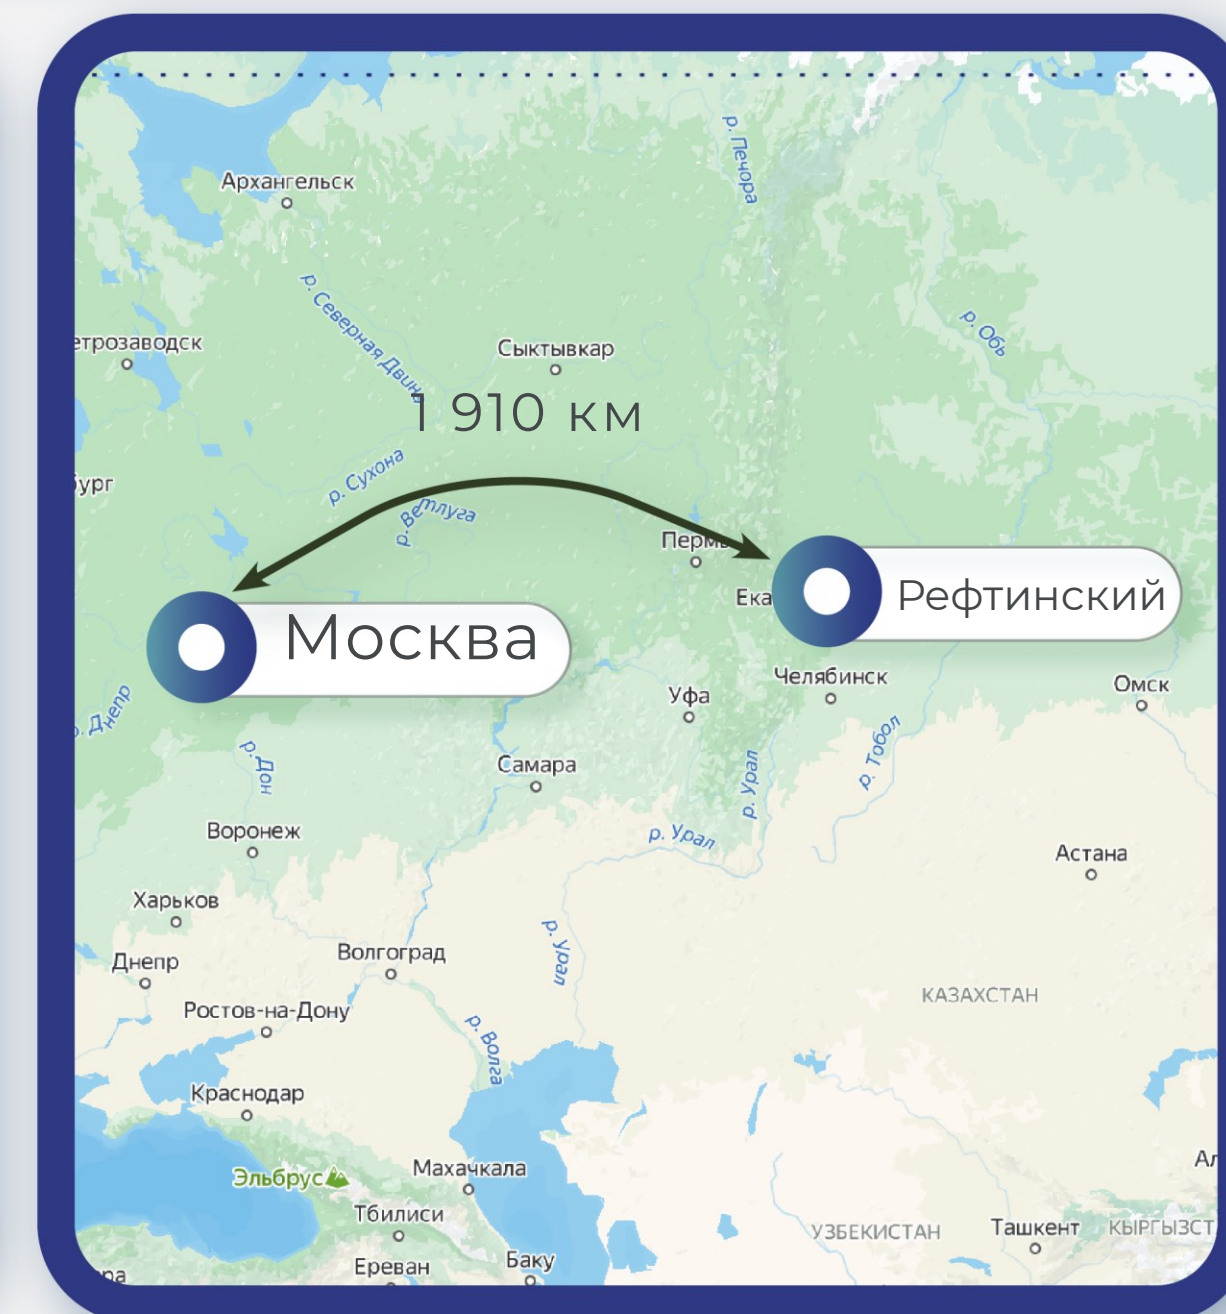 р. Печора
Архангельск
р. Северная Двина
р. Обь
етрозаводск
Сыктывкар
1 910 км
р. Сухона
бург
р. Ветлуга
Пермь
Ека
Рефтинский
Москва
Челябинск
Уфа
Омск
р. Днепр
р. Дон
р. Тобол
Самара
р. Урал
Воронеж
р. Урал
Астана
Харьков
р. Урал
Волгоград
Днепр
КАЗАХСТАН
Ростов-на-Дону
р. Волга
Краснодар
Эльбрус
Махачкала
Ал
Тбилиси
УЗБЕКИСТАН
Ташкент
КЫРГЫЗСТ
Ереван
Баку
ра